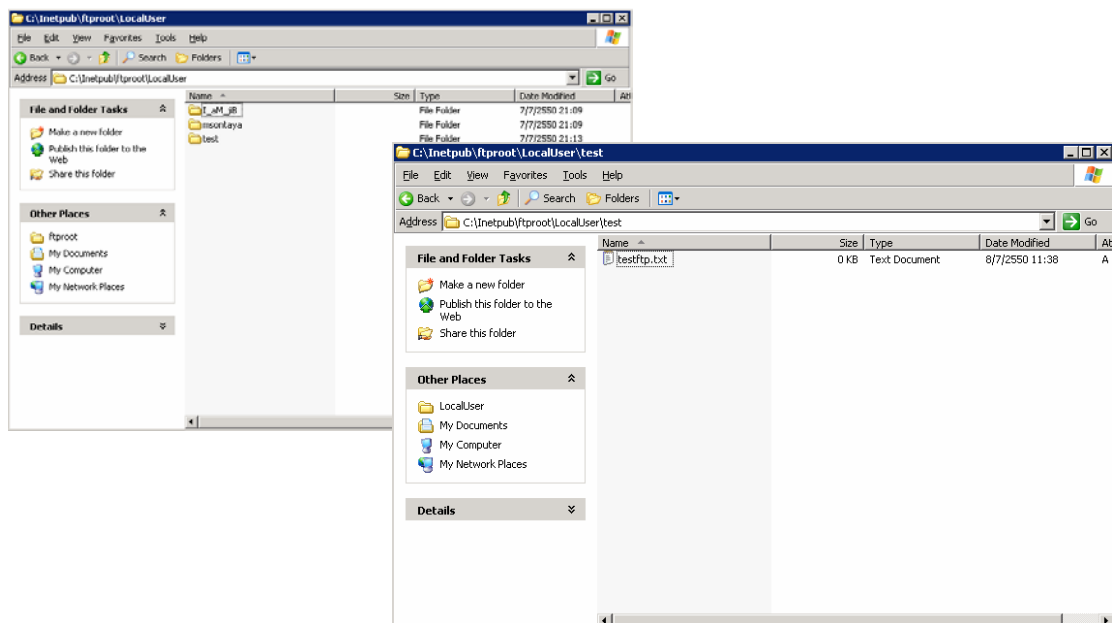 C:\Inetpub\ftproot\LocalUser
File Edit View Favorites Tools Help
Back Search Folders
Address C:\Inetpub\ftproot\LocalUser Go
File and Folder Tasks
Make a new folder
Publish this folder to the
Web
Share this folder
Other Places
ftproot
My Documents
My Computer
My Network Places
Details
Name Size Type Date Modified Att
I_aM_jB File Folder 7/7/2550 21:09
msontaya File Folder 7/7/2550 21:09
test File Folder 7/7/2550 21:13
C:\Inetpub\ftproot\LocalUser\test
File Edit View Favorites Tools Help
Back Search Folders
Address C:\Inetpub\ftproot\LocalUser\test Go
File and Folder Tasks
Make a new folder
Publish this folder to the
Web
Share this folder
Other Places
LocalUser
My Documents
My Computer
My Network Places
Details
Name Size Type Date Modified At
testftp.txt 0 KB Text Document 8/7/2550 11:38 A